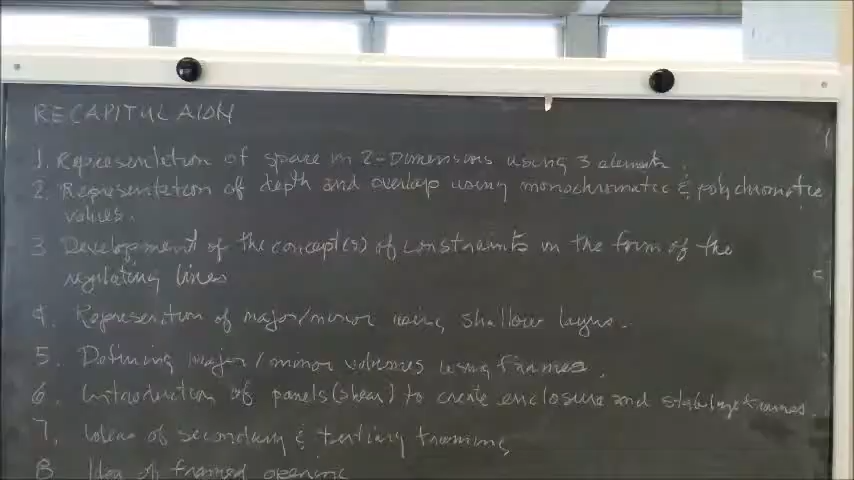 RECAPITULAION
1. Representation of space in 2-Dimensions using 3 elements.
2. Representation of depth and overlap using monochromatic & polychromatic
values.
3 Development of the concept(s) of constraints in the form of the
regulating lines
4. Represention of major/minor using shallow layers.
5. Defining major/minor volumes using frames.
6. Introduction of panels (shear) to create enclosure and stabilize frames.
7. Ideas of secondary & tertiary framing
8 Idea of framed opening